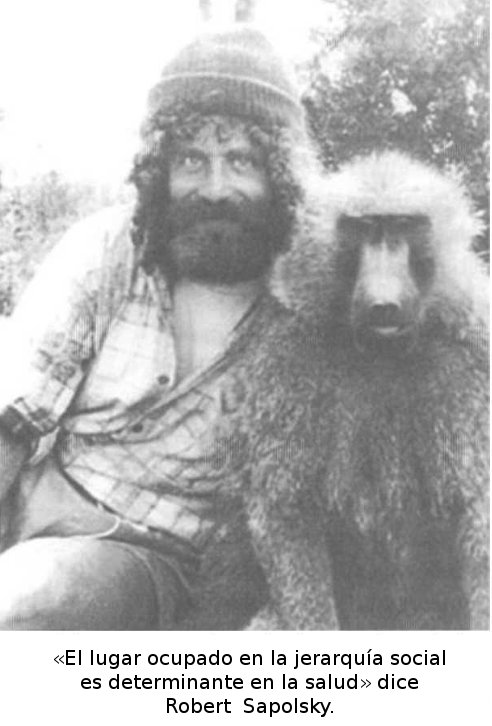 «El lugar ocupado en la jerarquía social
es determinante en la salud» dice
Robert Sapolsky.